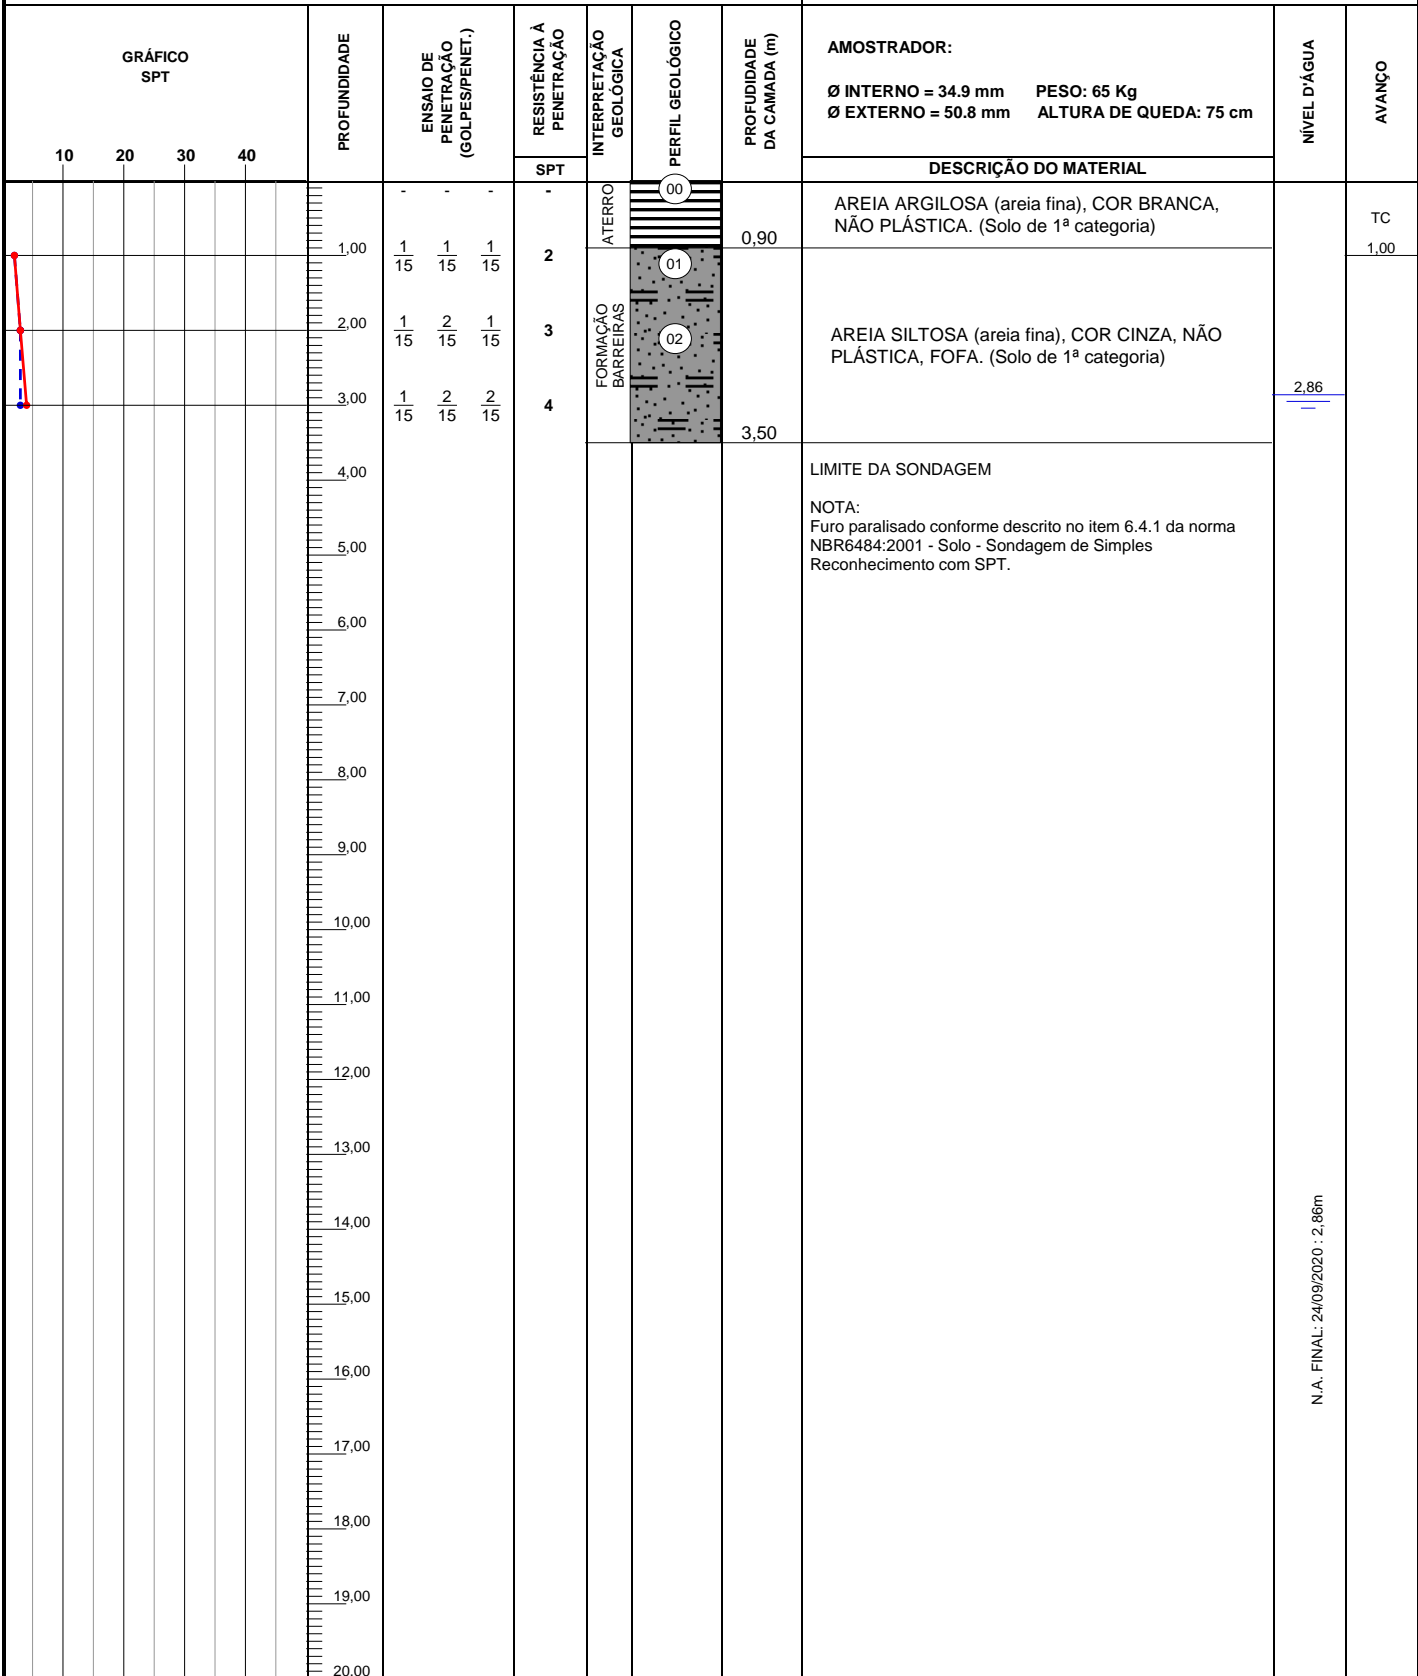 GRÁFICO
SPT
10 20 30 40
PROFUNDIDADE
ENSAIO DE
PENETRAÇÃO
(GOLPES/PENET.)
RESISTÊNCIA À
PENETRAÇÃO
SPT
INTERPRETAÇÃO
GEOLÓGICA
PERFIL GEOLÓGICO
PROFUDIDADE
DA CAMADA (m)
AMOSTRADOR:
Ø INTERNO = 34.9 mm PESO: 65 Kg
Ø EXTERNO = 50.8 mm ALTURA DE QUEDA: 75 cm
DESCRIÇÃO DO MATERIAL
NÍVEL D'ÁGUA
AVANÇO
- - - -
ATERRO
00
0,90
AREIA ARGILOSA (areia fina), COR BRANCA,
NÃO PLÁSTICA. (Solo de 1ª categoria)
TC
1,00
1,00
1/15 1/15 1/15
2
01
2,00
1/15 2/15 1/15
3
FORMAÇÃO
BARREIRAS
02
AREIA SILTOSA (areia fina), COR CINZA, NÃO
PLÁSTICA, FOFA. (Solo de 1ª categoria)
2,86
3,00
1/15 2/15 2/15
4
3,50
LIMITE DA SONDAGEM
NOTA:
Furo paralisado conforme descrito no item 6.4.1 da norma
NBR6484:2001 - Solo - Sondagem de Simples
Reconhecimento com SPT.
4,00
5,00
6,00
7,00
8,00
9,00
10,00
11,00
12,00
13,00
14,00
15,00
16,00
17,00
18,00
19,00
20,00
N.A. FINAL: 24/09/2020 : 2,86m